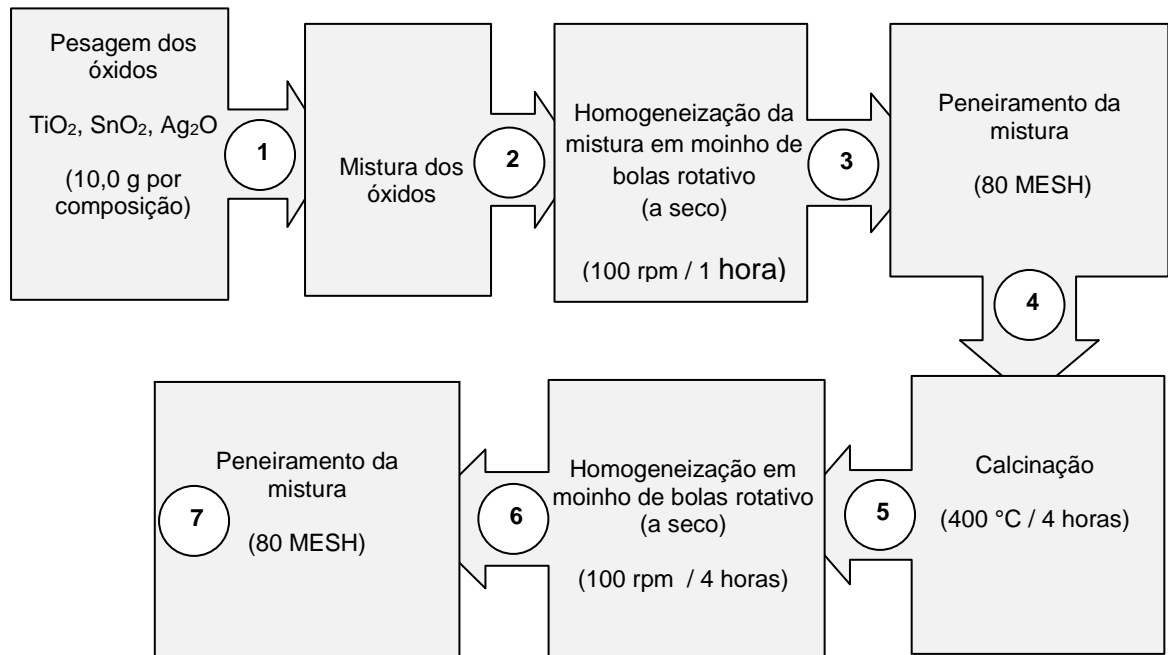 Pesagem dos
óxidos
TiO₂, SnO₂, Ag₂O
(10,0 g por
composição)
1
Mistura dos
óxidos
2
Homogeneização da
mistura em moinho de
bolas rotativo
(a seco)
(100 rpm / 1 hora)
3
Peneiramento da
mistura
(80 MESH)
4
Calcinação
(400 °C / 4 horas)
5
Homogeneização em
moinho de bolas rotativo
(a seco)
(100 rpm / 4 horas)
6
Peneiramento da
mistura
(80 MESH)
7